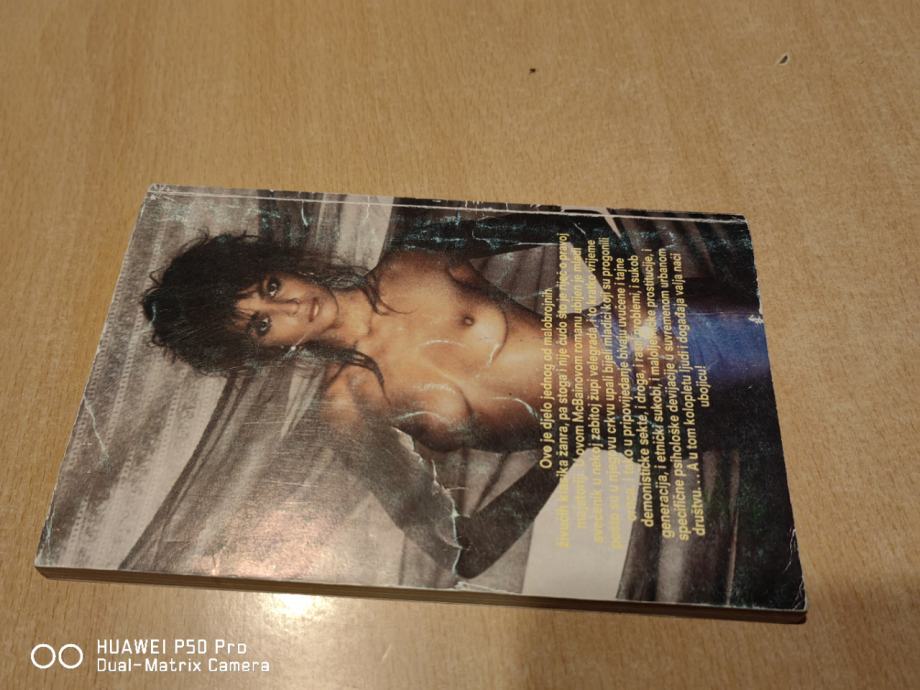 Ovo je djelo jednog od malobrojnih
živućih klasika žanra, pa stoga i nije čudo što je riječ o pravoj
U ovom McBainovom romanu ubijen je mladi
svećenik u nekoj zabitoj župi velegrada, i to kratko vrijeme
su u njegovu crkvu upali bijeli mladići koj su progonili
i tako u pripovijedanje bivaju uvučene i tajne
demonističke sekte, i droga, i rasni problemi, i sukob
generacija, i etnički sukobi, i maloljetničke prostitucije, i
specifične psihološke devijacije u suvremenom urbanom
društvu. . . A u tom kolopletu ljudi i događaja valja naći
ubojicu!
HUAWEI P50 Pro
Dual-Matrix Camera